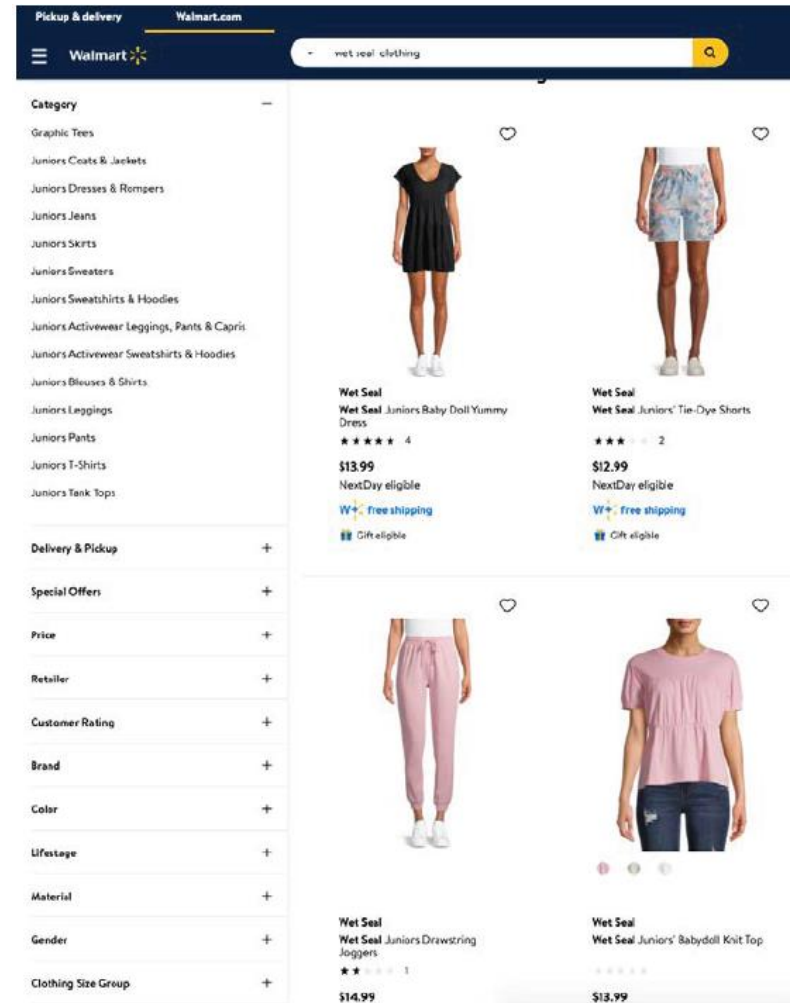 Pickup & delivery Walmart.com
Walmart
wet seal clothing
Category
Graphic Tees
Juniors Coats & Jackets
Juniors Dresses & Rompers
Juniors Jeans
Juniors Skirts
Juniors Sweaters
Juniors Sweatshirts & Hoodies
Juniors Activewear Leggings, Pants & Capris
Juniors Activewear Sweatshirts & Hoodies
Juniors Blouses & Shirts
Juniors Leggings
Juniors Pants
Juniors T-Shirts
Juniors Tank Tops
Delivery & Pickup
Special Offers
Price
Retailer
Customer Rating
Brand
Color
Lifestage
Material
Gender
Clothing Size Group
Wet Seal
Wet Seal Juniors Baby Doll Yummy
Dress
4
$13.99
NextDay eligible
W+ free shipping
Gift eligible
Wet Seal
Wet Seal Juniors' Tie-Dye Shorts
2
$12.99
NextDay eligible
W+ free shipping
Gift eligible
Wet Seal
Wet Seal Juniors Drawstring
Joggers
1
$14.99
Wet Seal
Wet Seal Juniors' Babydoll Knit Top
$13.99